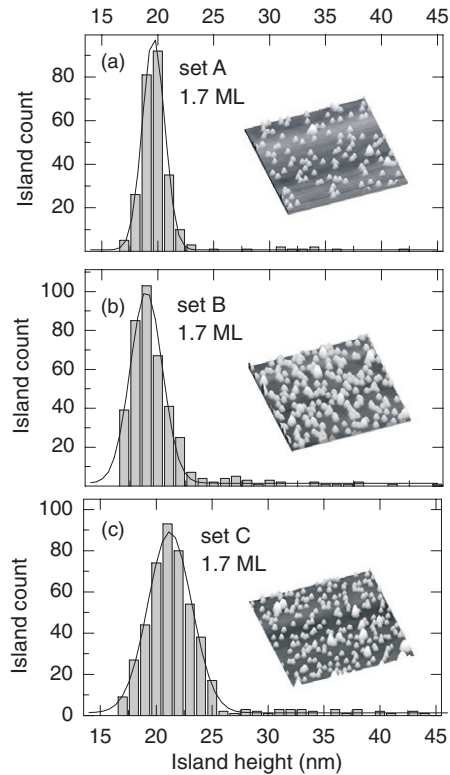 15 20 25 30 35 40 45
(a)
set A
1.7 ML
80
60
40
20
Island count
(b)
set B
1.7 ML
100
80
60
40
20
Island count
(c)
set C
1.7 ML
100
80
60
40
20
0
Island count
15 20 25 30 35 40 45
Island height (nm)